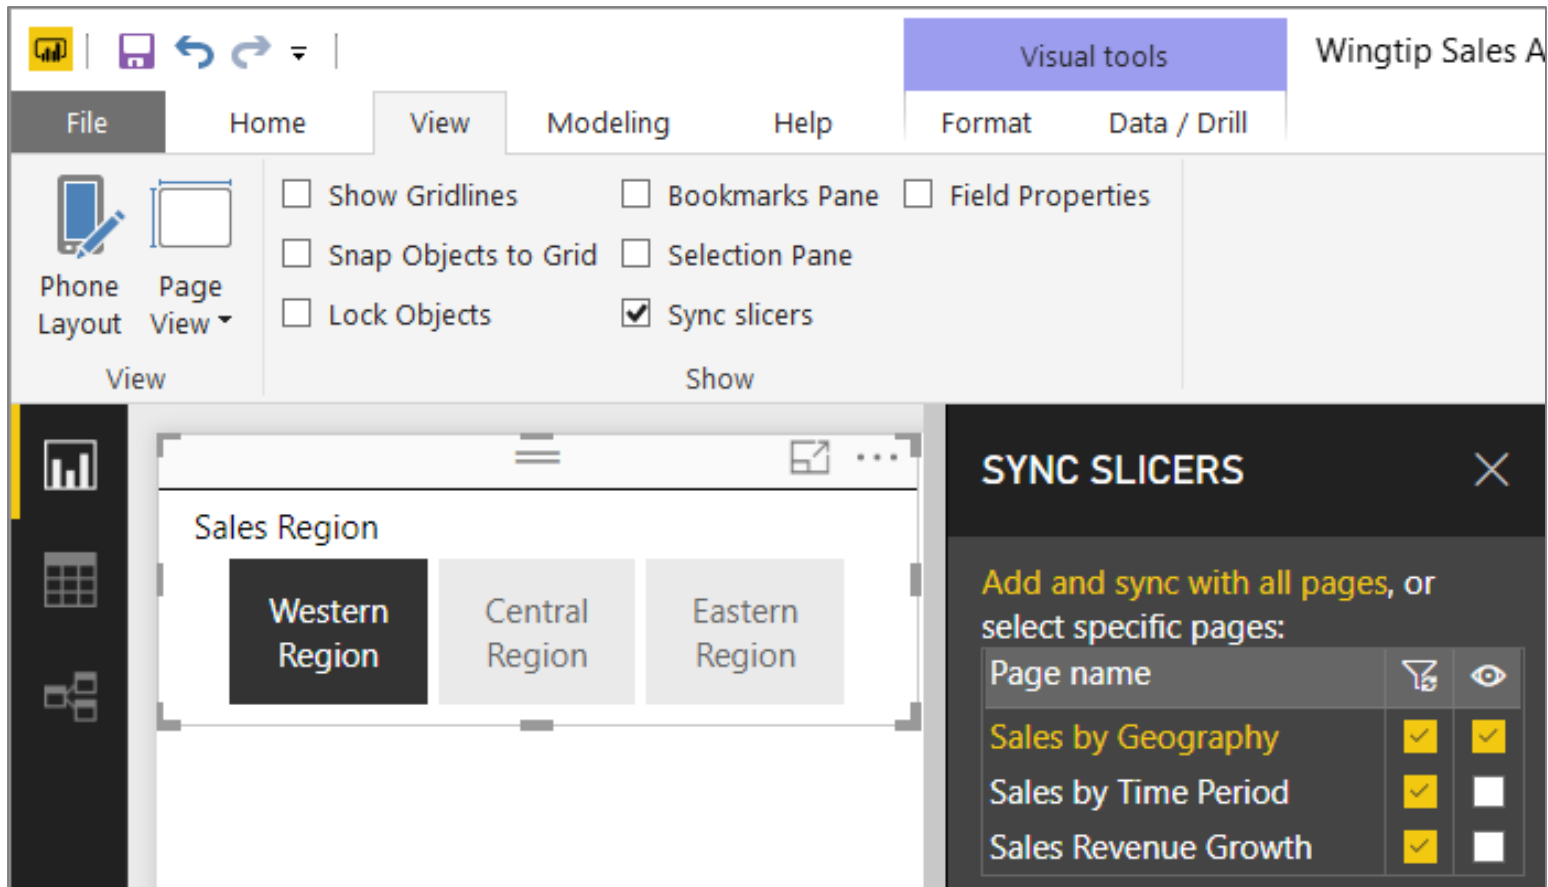 Visual tools
Wingtip Sales A
File Home View Modeling Help Format Data / Drill
Show Gridlines Bookmarks Pane Field Properties
Snap Objects to Grid Selection Pane
Phone Layout
Page View
Lock Objects Sync slicers
View Show
Sales Region
Western Region
Central Region
Eastern Region
SYNC SLICERS
Add and sync with all pages, or
select specific pages:
Page name
Sales by Geography
Sales by Time Period
Sales Revenue Growth